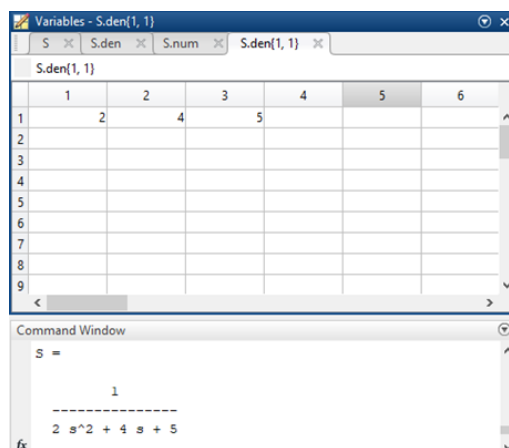 Variables - S.den{1, 1}
S S.den S.num S.den{1, 1}
S.den{1, 1}
1 2 3 4 5 6
1 2 4 5
2
3
4
5
6
7
8
9
Command Window
S =
1
---------------
2 s^2 + 4 s + 5
fx